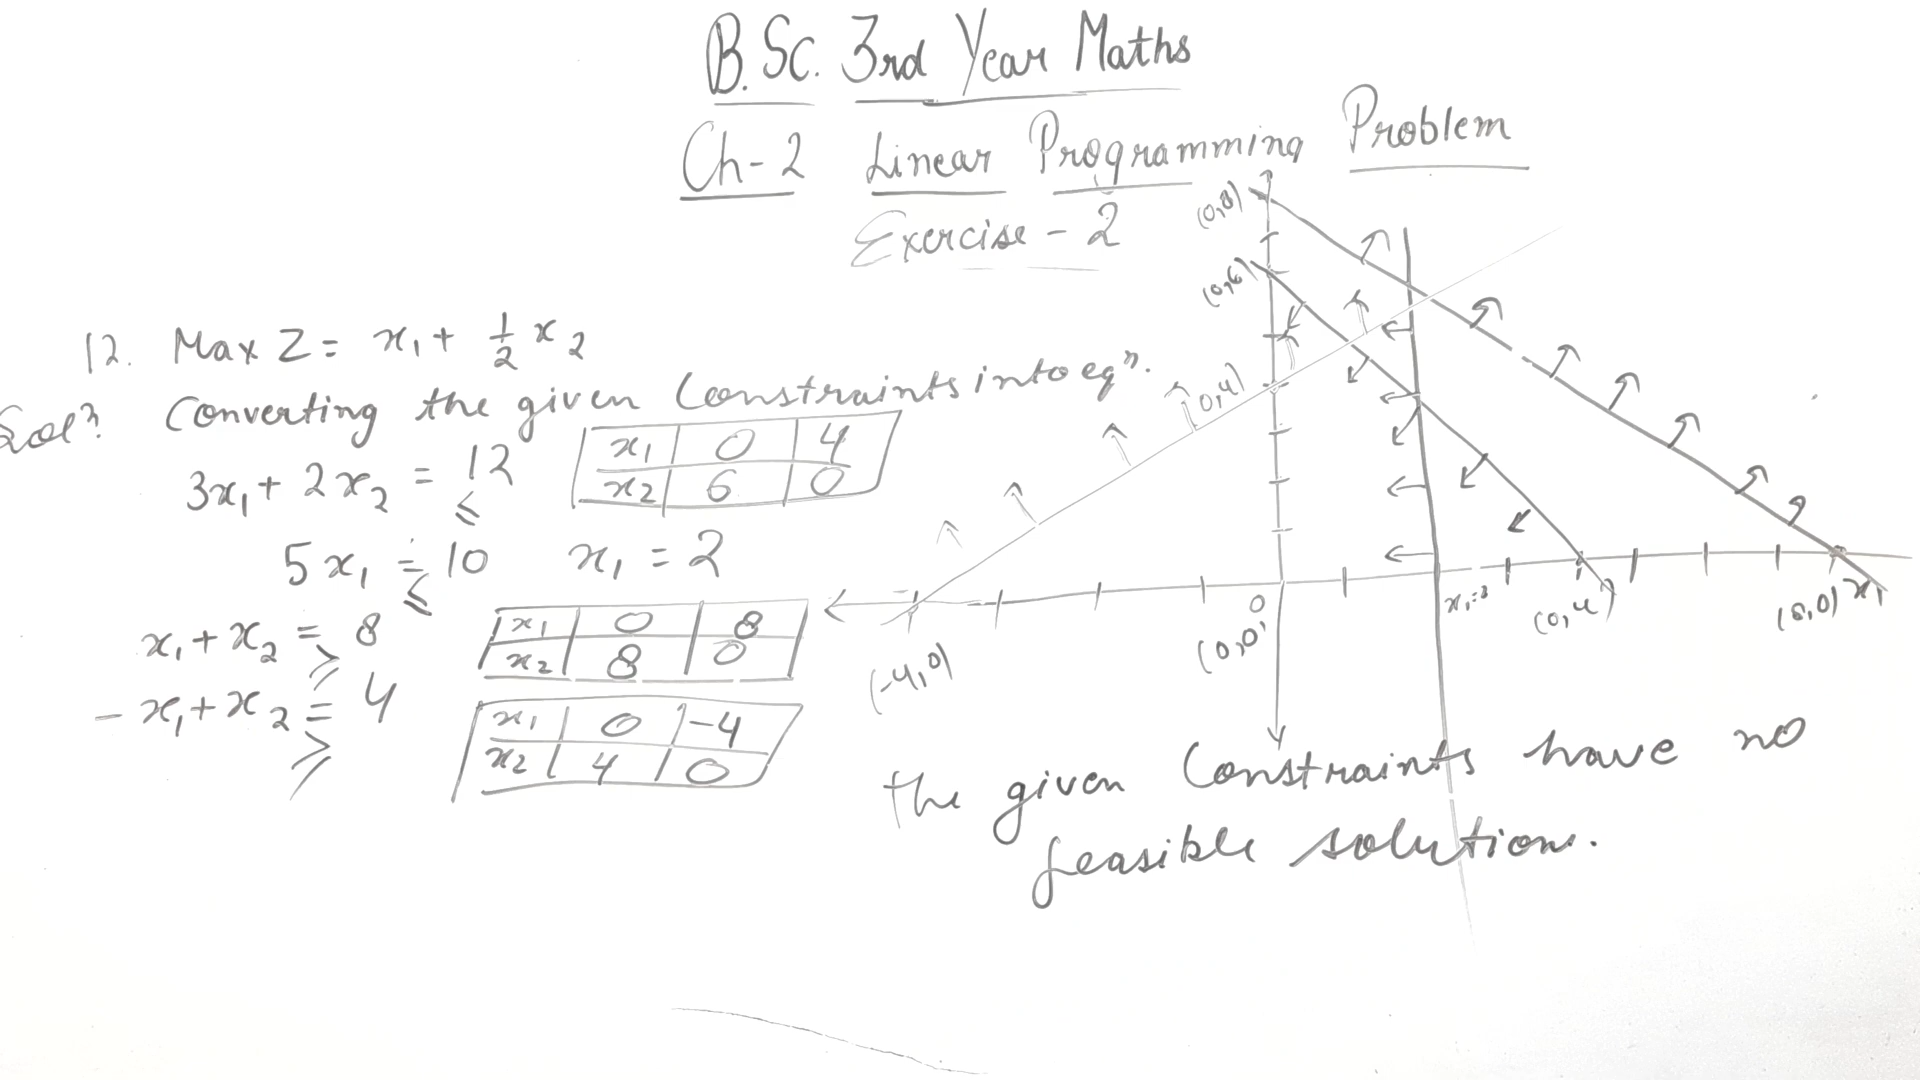 B.Sc. 3rd Year Maths
Ch-2 Linear Programming Problem
Exercise - 2
12. Max Z = x₁ + 1/2 x₂
Solⁿ. Converting the given Constraints into eqⁿ.
3x₁ + 2x₂ = 12
≤
x₁ | 0 | 4
x₂ | 6 | 0
5x₁ = 10 x₁ = 2
≤
x₁ + x₂ = 8
≥
x₁ | 0 | 8
x₂ | 8 | 0
- x₁ + x₂ = 4
≥
x₁ | 0 | -4
x₂ | 4 | 0
(0,8)
(0,6)
(0,4)
(-4,0)
0
(0,0)
(0,4)
(8,0) x₁
the given Constraints have no
feasible solution.